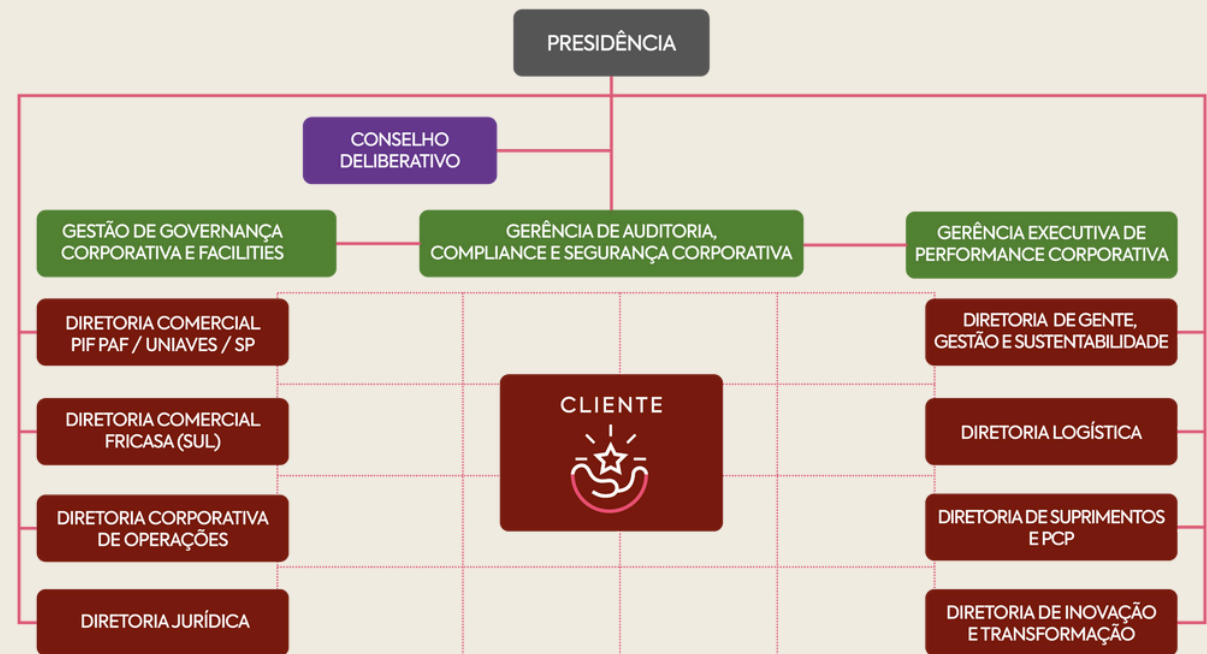 PRESIDÊNCIA
CONSELHO
DELIBERATIVO
GESTÃO DE GOVERNANÇA
CORPORATIVA E FACILITIES
GERÊNCIA DE AUDITORIA,
COMPLIANCE E SEGURANÇA CORPORATIVA
GERÊNCIA EXECUTIVA DE
PERFORMANCE CORPORATIVA
DIRETORIA COMERCIAL
PIF PAF / UNIAVES / SP
DIRETORIA DE GENTE,
GESTÃO E SUSTENTABILIDADE
CLIENTE
DIRETORIA COMERCIAL
FRICASA (SUL)
DIRETORIA LOGÍSTICA
DIRETORIA CORPORATIVA
DE OPERAÇÕES
DIRETORIA DE SUPRIMENTOS
E PCP
DIRETORIA JURÍDICA
DIRETORIA DE INOVAÇÃO
E TRANSFORMAÇÃO